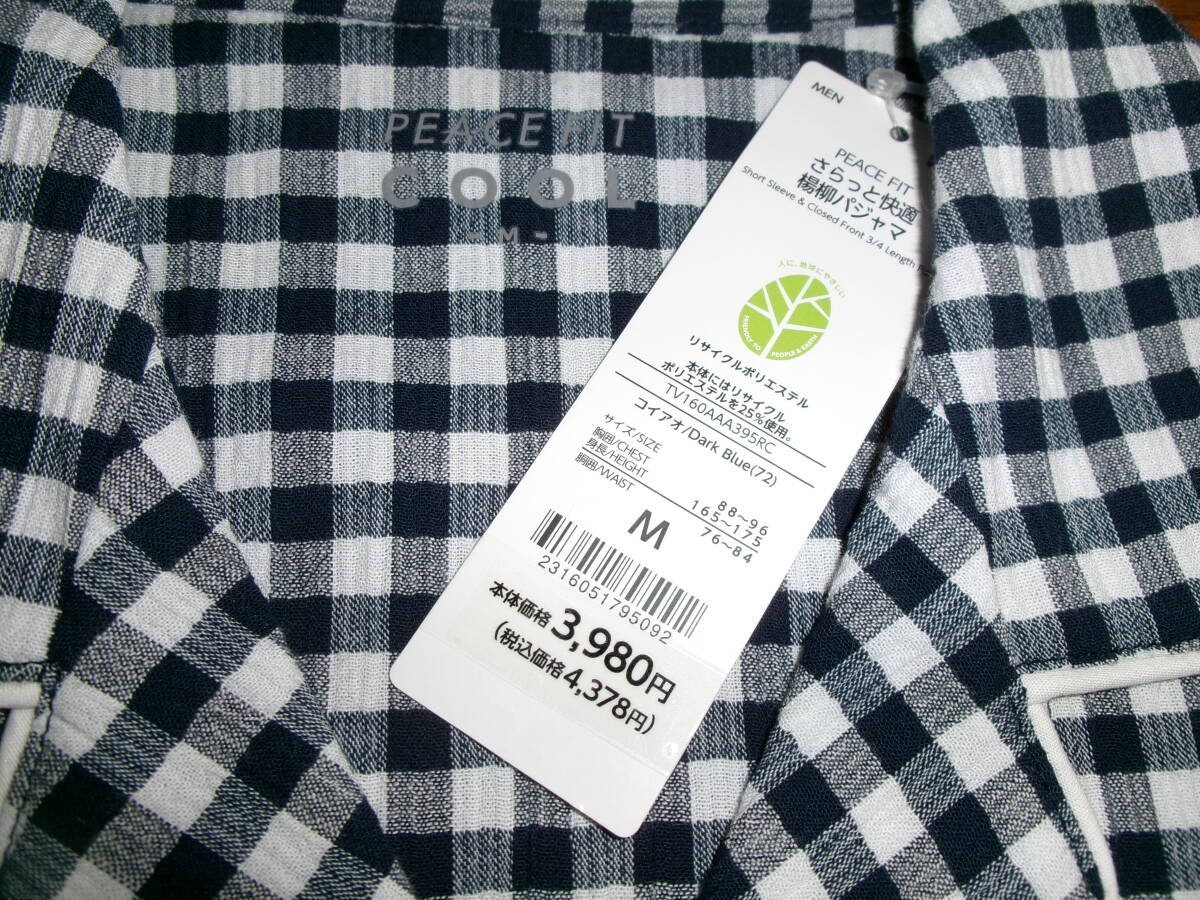 PEACE FIT
COOL
- M -
MEN
PEACE FIT
さらっと快適
楊柳パジャマ
Short Sleeve & Closed Front 3/4 Length
人に、地球にやさしい
FRIENDLY TO PEOPLE & EARTH
リサイクルポリエステル
本体にはリサイクル
ポリエステルを25%使用。
TV160AAA395RC
コイアオ/Dark Blue(72)
サイズ/SIZE
胸囲/CHEST 88~96
身長/HEIGHT 165~175
胴囲/WAIST 76~84
M
2316051795092
本体価格 3,980円
(税込価格4,378円)